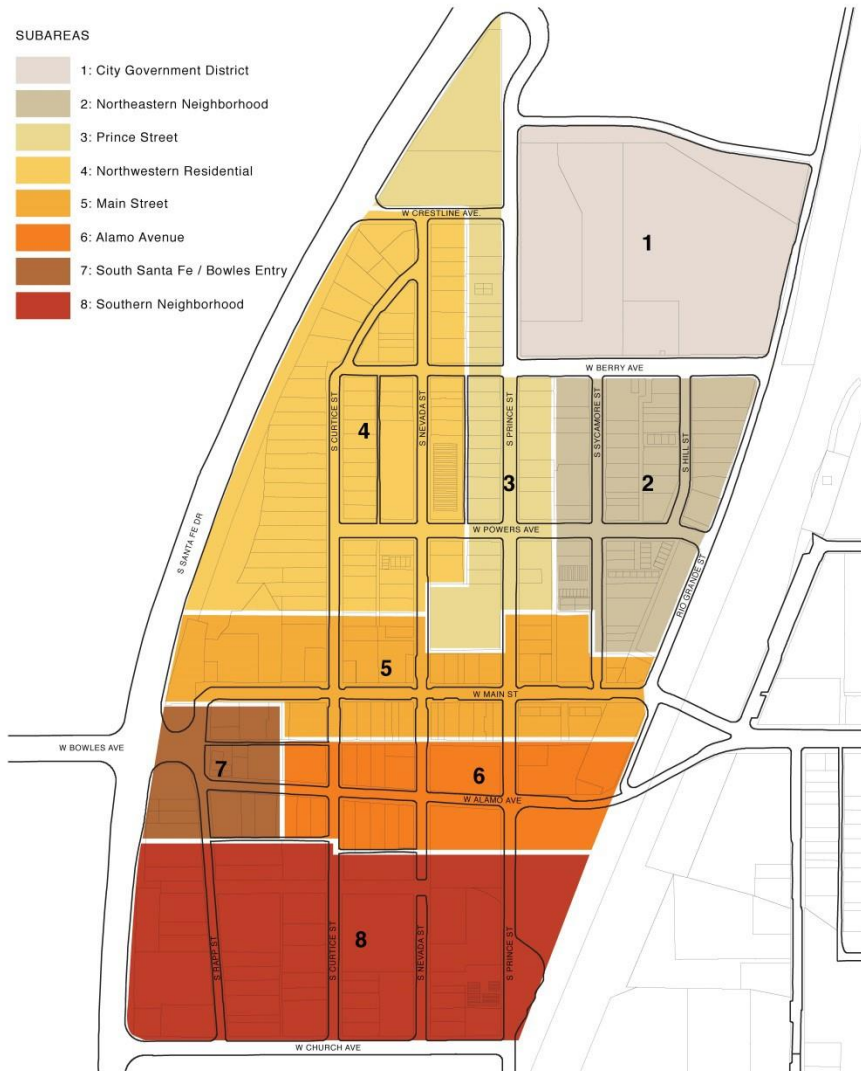 SUBAREAS
1: City Government District
2: Northeastern Neighborhood
3: Prince Street
4: Northwestern Residential
5: Main Street
6: Alamo Avenue
7: South Santa Fe / Bowles Entry
8: Southern Neighborhood
W CRESTLINE AVE.
1
W BERRY AVE
S CURTICE ST
4
S NEVADA ST
S PRINCE ST
3
S SYCAMORE ST
2
S HILL ST
W POWERS AVE
S SANTA FE DR
RIO GRANDE ST
5
W MAIN ST
W BOWLES AVE
7
6
W ALAMO AVE
S RAPP ST
S CURTICE ST
8
S NEVADA ST
S PRINCE ST
W CHURCH AVE